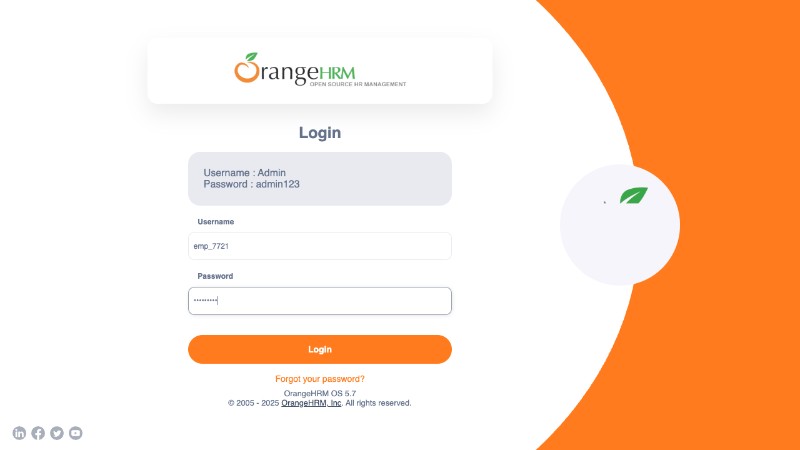 OrangeHRM
OPEN SOURCE HR MANAGEMENT
Login
Username : Admin
Password : admin123
Username
emp_7721
Password
•••••••••
Login
Forgot your password?
OrangeHRM OS 5.7
© 2005 - 2025 OrangeHRM, Inc. All rights reserved.